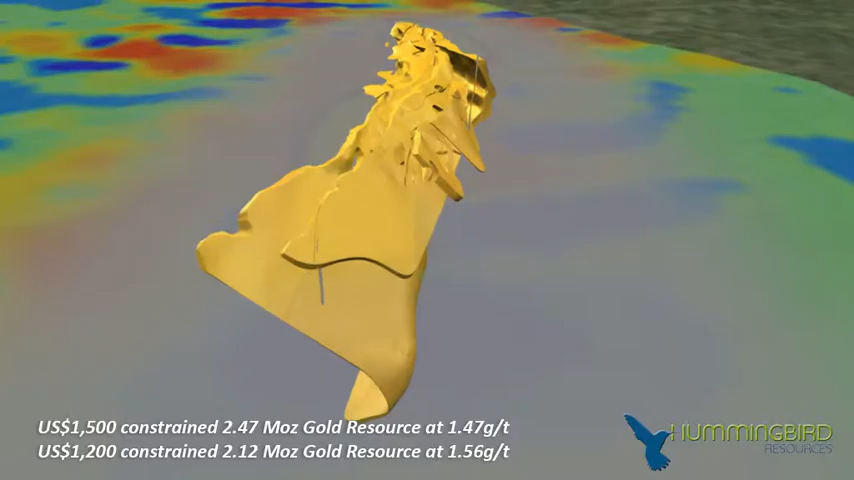 US$1,500 constrained 2.47 Moz Gold Resource at 1.47g/t
US$1,200 constrained 2.12 Moz Gold Resource at 1.56g/t
HUMMINGBIRD
RESOURCES